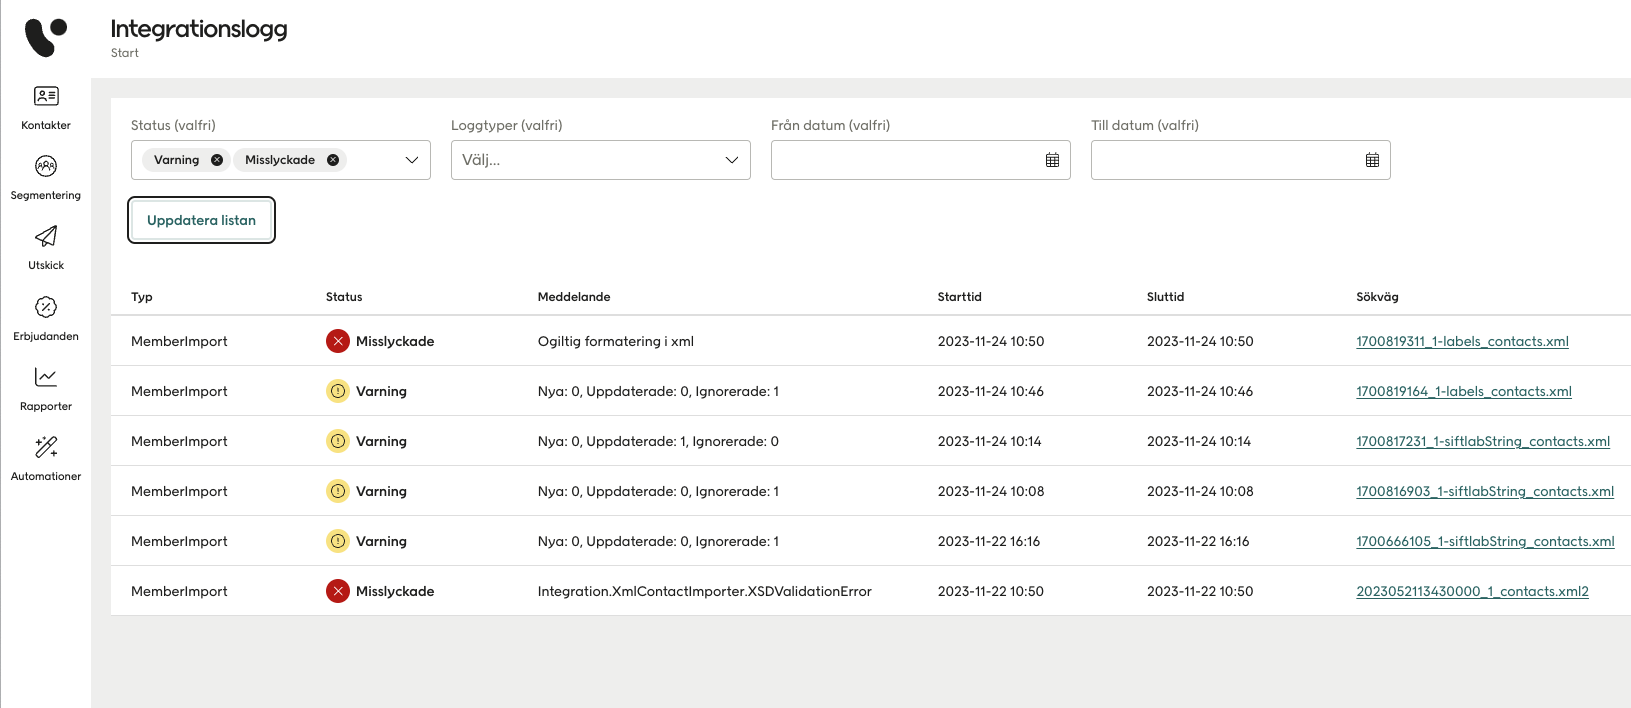 Integrationslogg
Start
Kontakter
Segmentering
Utskick
Erbjudanden
Rapporter
Automationer
Status (valfri) Loggtyper (valfri) Från datum (valfri) Till datum (valfri)
Varning Misslyckade Välj...
Uppdatera listan
Typ Status Meddelande Starttid Sluttid Sökväg
MemberImport Misslyckade Ogiltig formatering i xml 2023-11-24 10:50 2023-11-24 10:50 1700819311_1-labels_contacts.xml
MemberImport Varning Nya: 0, Uppdaterade: 0, Ignorerade: 1 2023-11-24 10:46 2023-11-24 10:46 1700819164_1-labels_contacts.xml
MemberImport Varning Nya: 0, Uppdaterade: 1, Ignorerade: 0 2023-11-24 10:14 2023-11-24 10:14 1700817231_1-siftlabString_contacts.xml
MemberImport Varning Nya: 0, Uppdaterade: 0, Ignorerade: 1 2023-11-24 10:08 2023-11-24 10:08 1700816903_1-siftlabString_contacts.xml
MemberImport Varning Nya: 0, Uppdaterade: 0, Ignorerade: 1 2023-11-22 16:16 2023-11-22 16:16 1700666105_1-siftlabString_contacts.xml
MemberImport Misslyckade Integration.XmlContactImporter.XSDValidationError 2023-11-22 10:50 2023-11-22 10:50 2023052113430000_1_contacts.xml2